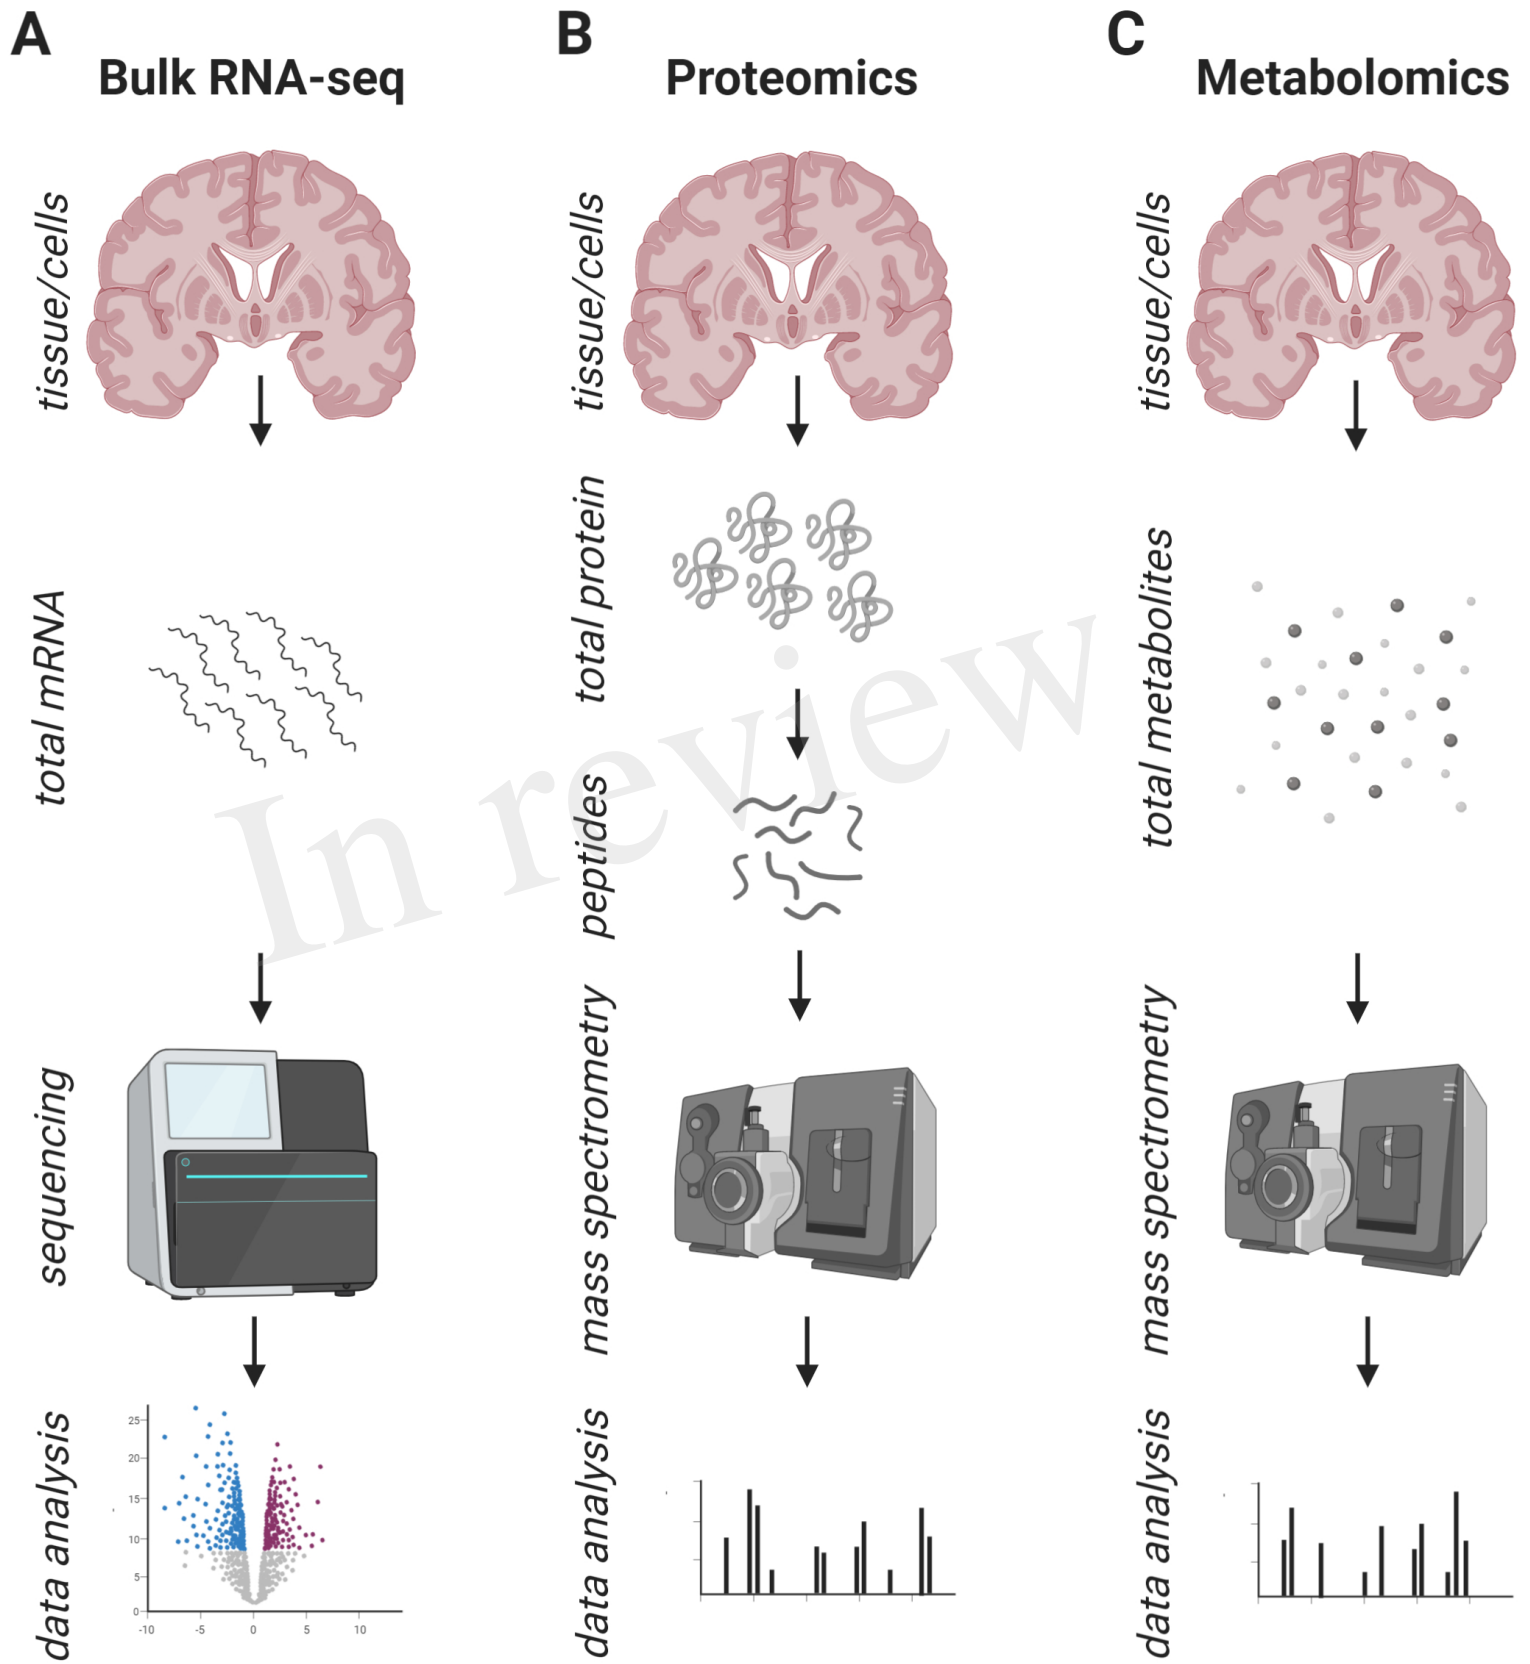 A
Bulk RNA-seq
tissue/cells
total mRNA
sequencing
data analysis
25
20
15
10
5
0
-10 -5 0 5 10
B
Proteomics
tissue/cells
total protein
peptides
mass spectrometry
data analysis
C
Metabolomics
tissue/cells
total metabolites
mass spectrometry
data analysis
In review